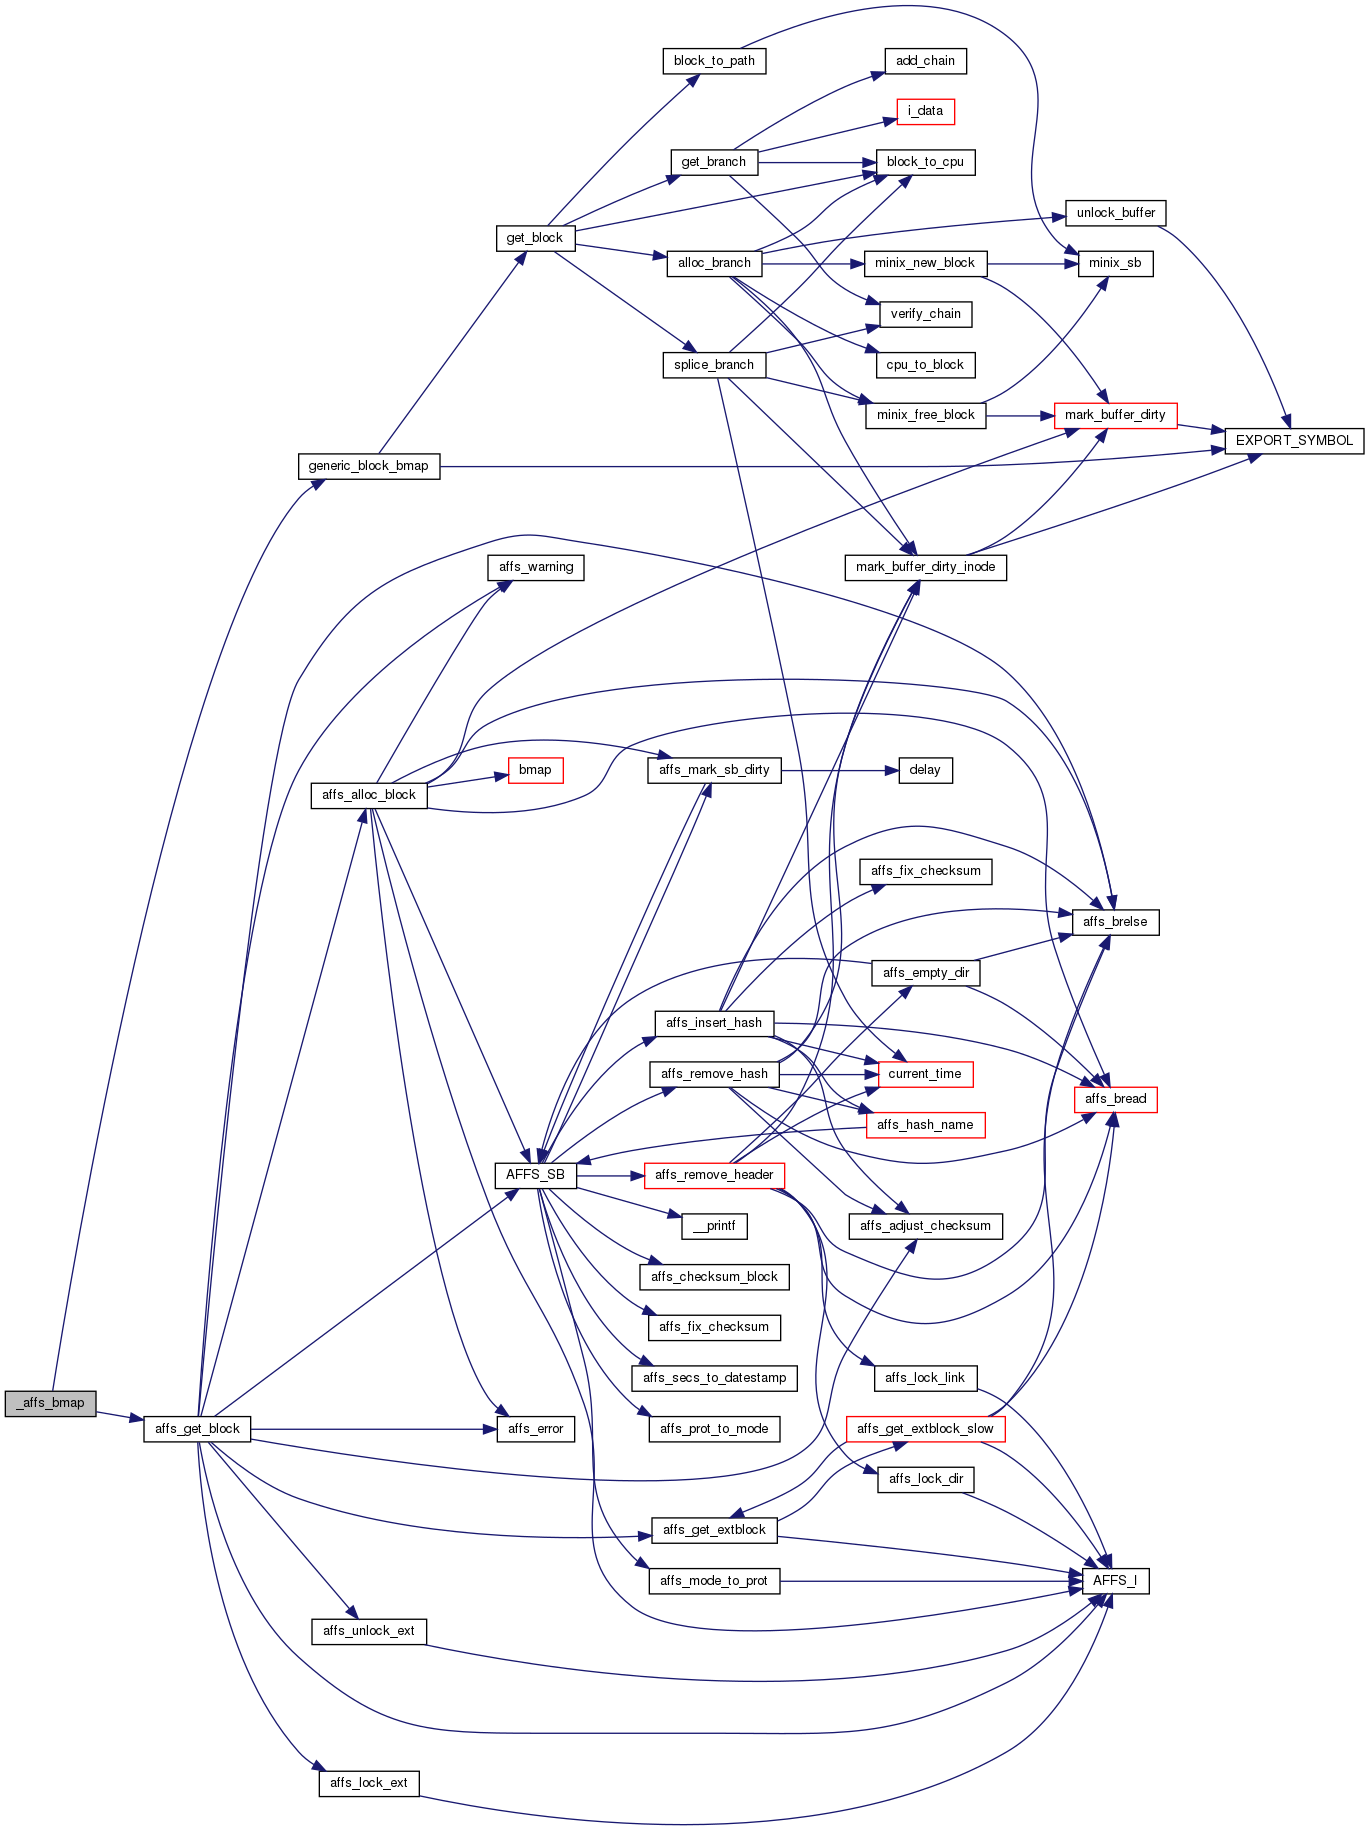 block_to_path
add_chain
i_data
get_branch
block_to_cpu
unlock_buffer
get_block
alloc_branch
minix_new_block
minix_sb
verify_chain
splice_branch
cpu_to_block
minix_free_block
mark_buffer_dirty
EXPORT_SYMBOL
generic_block_bmap
affs_warning
mark_buffer_dirty_inode
affs_mark_sb_dirty
delay
bmap
affs_alloc_block
affs_fix_checksum
affs_brelse
affs_empty_dir
affs_insert_hash
affs_remove_hash
current_time
affs_bread
affs_hash_name
AFFS_SB
affs_remove_header
__printf
affs_adjust_checksum
affs_checksum_block
affs_fix_checksum
affs_secs_to_datestamp
affs_lock_link
_affs_bmap
affs_get_block
affs_error
affs_prot_to_mode
affs_get_extblock_slow
affs_lock_dir
affs_get_extblock
affs_mode_to_prot
AFFS_I
affs_unlock_ext
affs_lock_ext